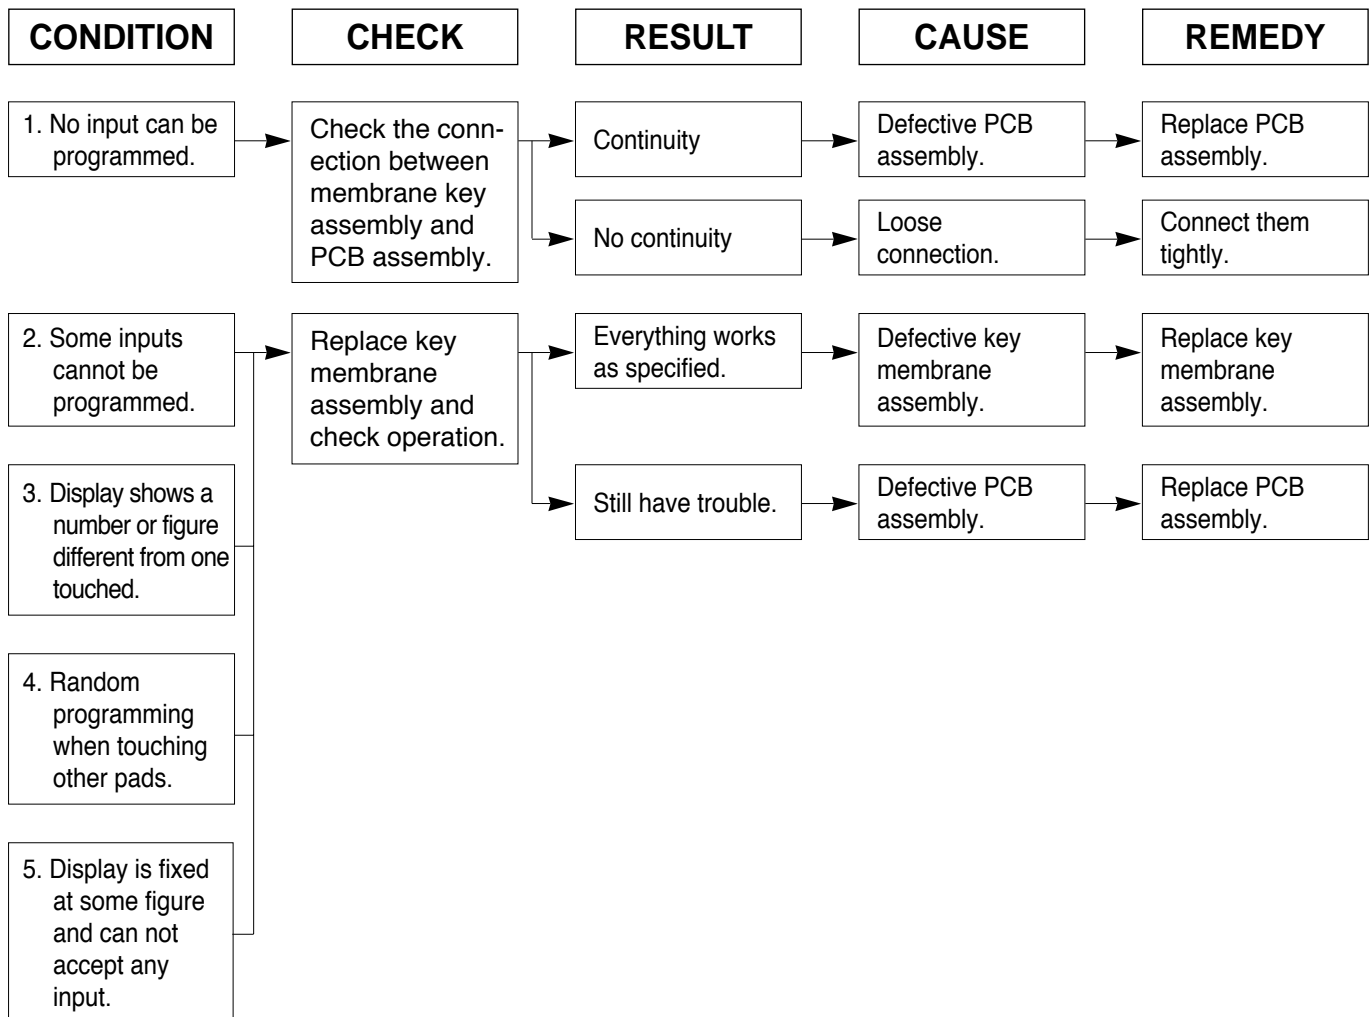 CONDITION
CHECK
RESULT
CAUSE
REMEDY
1. No input can be
programmed.
Check the conn-
ection between
membrane key
assembly and
PCB assembly.
Continuity
Defective PCB
assembly.
Replace PCB
assembly.
No continuity
Loose
connection.
Connect them
tightly.
2. Some inputs
cannot be
programmed.
Replace key
membrane
assembly and
check operation.
Everything works
as specified.
Defective key
membrane
assembly.
Replace key
membrane
assembly.
Still have trouble.
Defective PCB
assembly.
Replace PCB
assembly.
3. Display shows a
number or figure
different from one
touched.
4. Random
programming
when touching
other pads.
5. Display is fixed
at some figure
and can not
accept any
input.